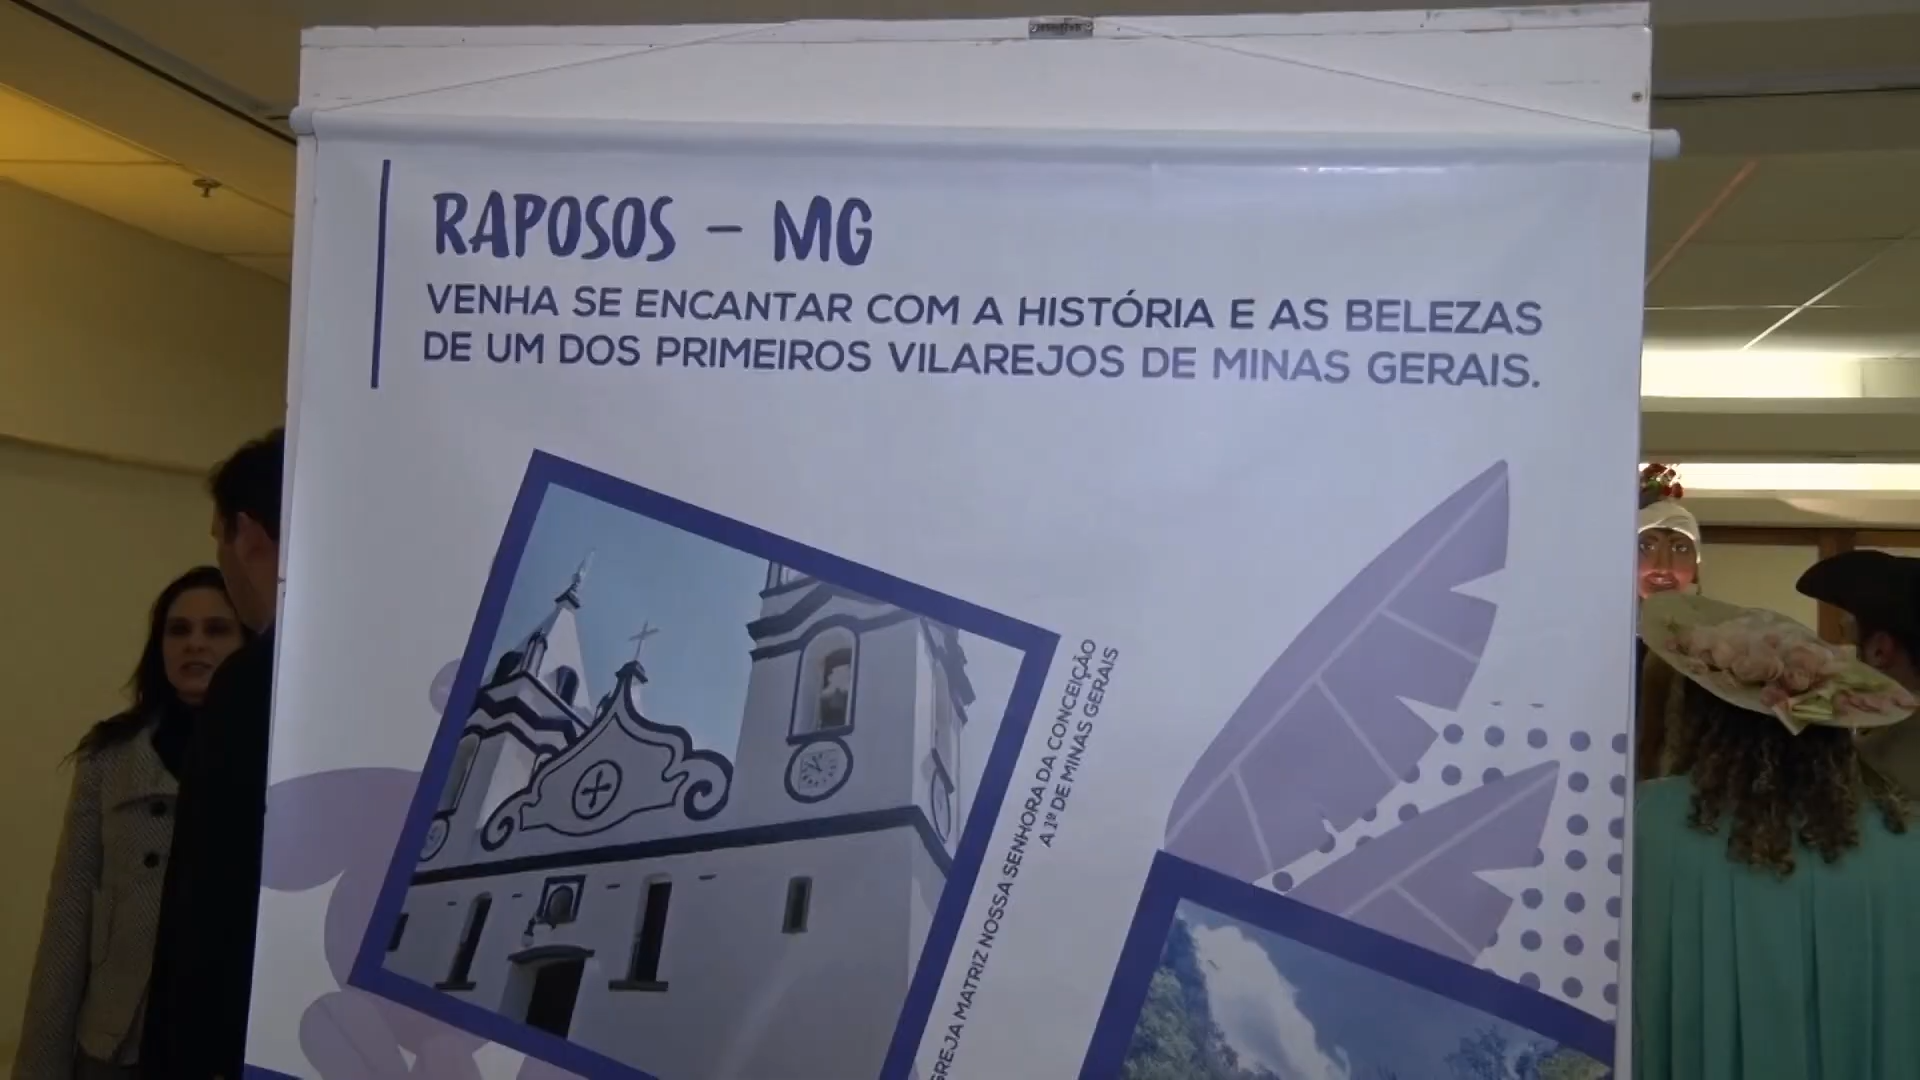 RAPOSOS - MG
VENHA SE ENCANTAR COM A HISTÓRIA E AS BELEZAS
DE UM DOS PRIMEIROS VILAREJOS DE MINAS GERAIS.
GREJA MATRIZ NOSSA SENHORA DA CONCEIÇÃO
A 1ª DE MINAS GERAIS